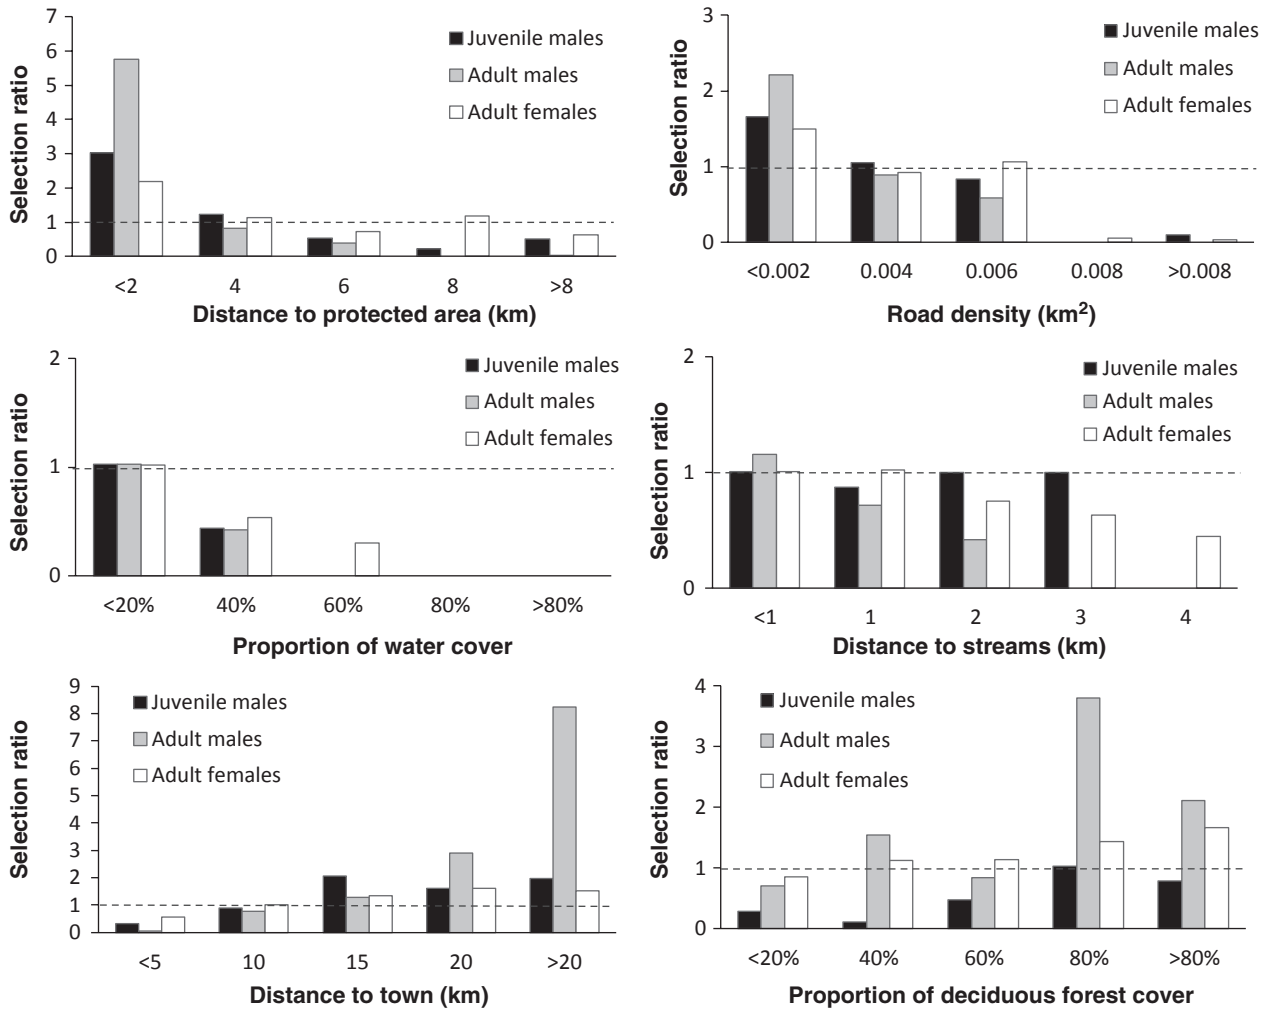 7
6
5
4
3
2
1
0
Selection ratio
Juvenile males
Adult males
Adult females
<2 4 6 8 >8
Distance to protected area (km)
3
2
1
0
Selection ratio
Juvenile males
Adult males
Adult females
<0.002 0.004 0.006 0.008 >0.008
Road density (km²)
2
1
0
Selection ratio
Juvenile males
Adult males
Adult females
<20% 40% 60% 80% >80%
Proportion of water cover
2
1
0
Selection ratio
Juvenile males
Adult males
Adult females
<1 1 2 3 4
Distance to streams (km)
9
8
7
6
5
4
3
2
1
0
Selection ratio
Juvenile males
Adult males
Adult females
<5 10 15 20 >20
Distance to town (km)
4
3
2
1
0
Selection ratio
Juvenile males
Adult males
Adult females
<20% 40% 60% 80% >80%
Proportion of deciduous forest cover